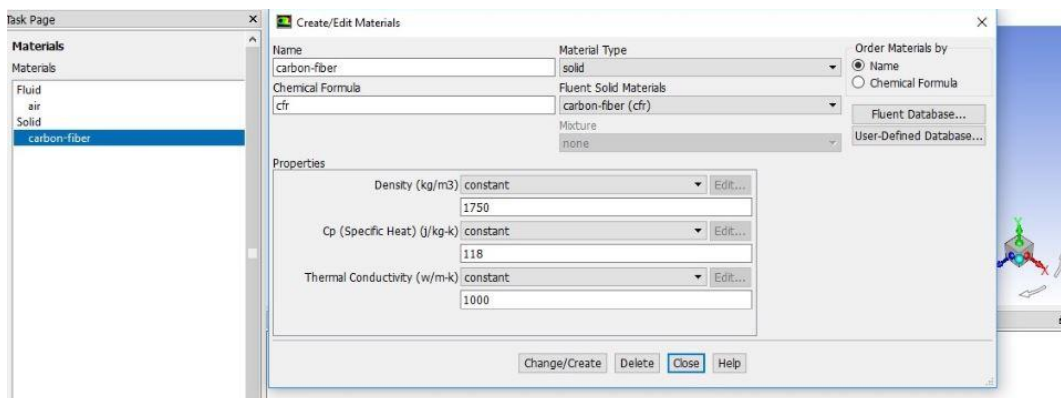 Task Page
Materials
Materials
Fluid
air
Solid
carbon-fiber
Create/Edit Materials
Name
carbon-fiber
Chemical Formula
cfr
Material Type
solid
Fluent Solid Materials
carbon-fiber (cfr)
Mixture
none
Order Materials by
Name
Chemical Formula
Fluent Database...
User-Defined Database...
Properties
Density (kg/m3) constant Edit...
1750
Cp (Specific Heat) (j/kg-k) constant Edit...
118
Thermal Conductivity (w/m-k) constant Edit...
1000
Change/Create Delete Close Help
Y
X